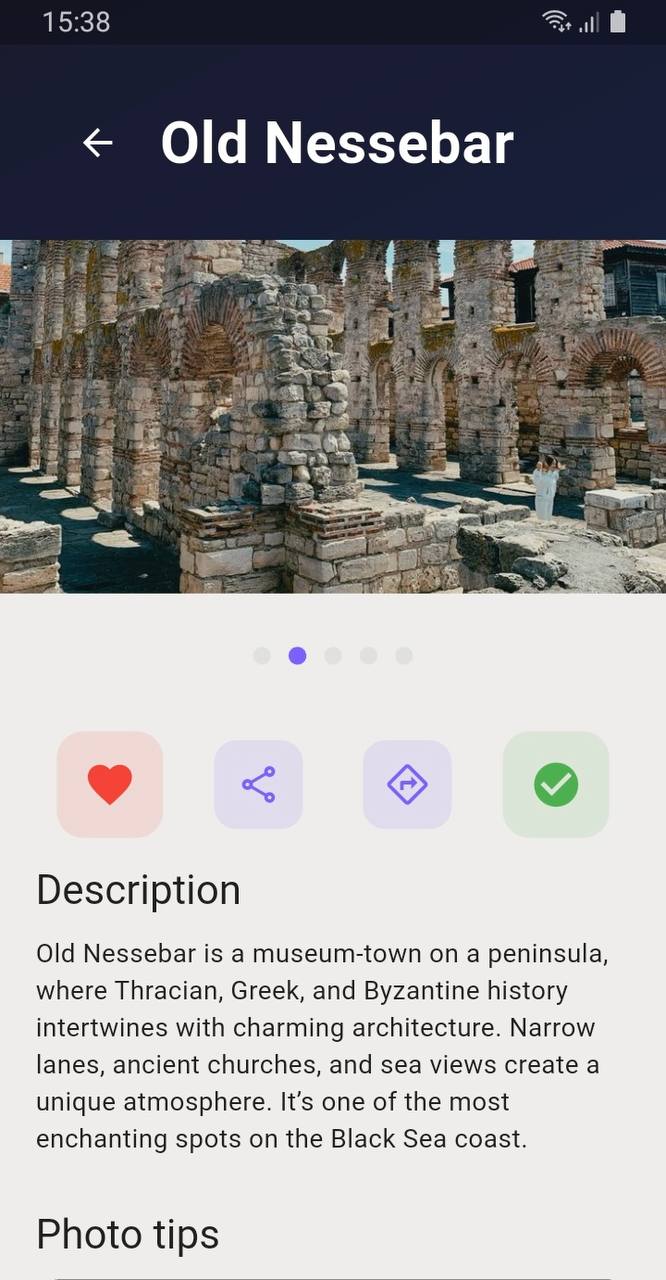 15:38
Old Nessebar
Description
Old Nessebar is a museum-town on a peninsula,
where Thracian, Greek, and Byzantine history
intertwines with charming architecture. Narrow
lanes, ancient churches, and sea views create a
unique atmosphere. It’s one of the most
enchanting spots on the Black Sea coast.
Photo tips